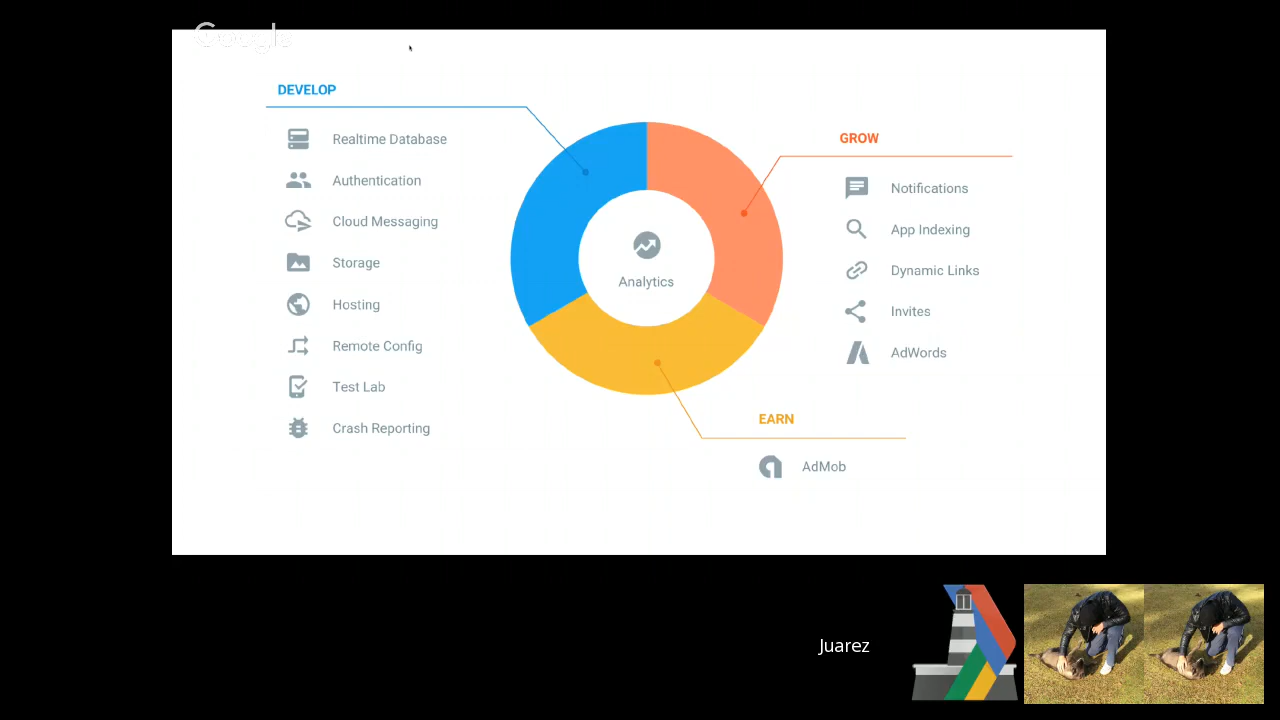 Google
DEVELOP
Realtime Database
Authentication
Cloud Messaging
Storage
Hosting
Remote Config
Test Lab
Crash Reporting
Analytics
GROW
Notifications
App Indexing
Dynamic Links
Invites
AdWords
EARN
AdMob
Juarez